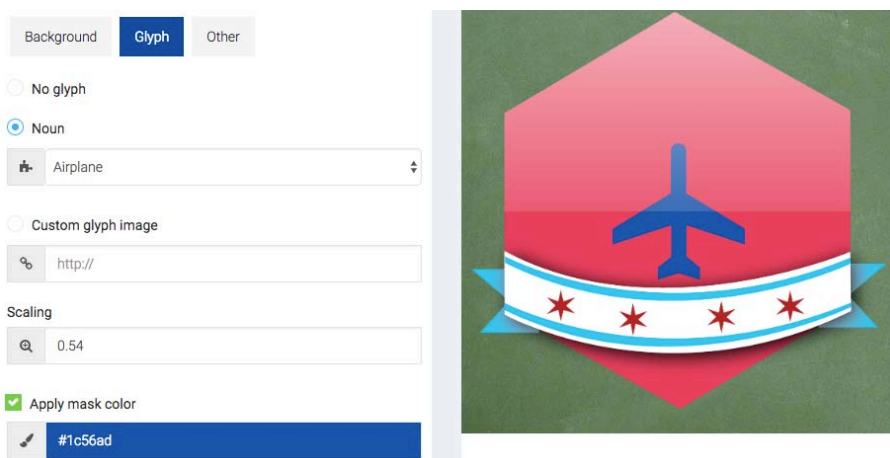 Background Glyph Other
No glyph
Noun
Airplane
Custom glyph image
http://
Scaling
0.54
Apply mask color
#1c56ad